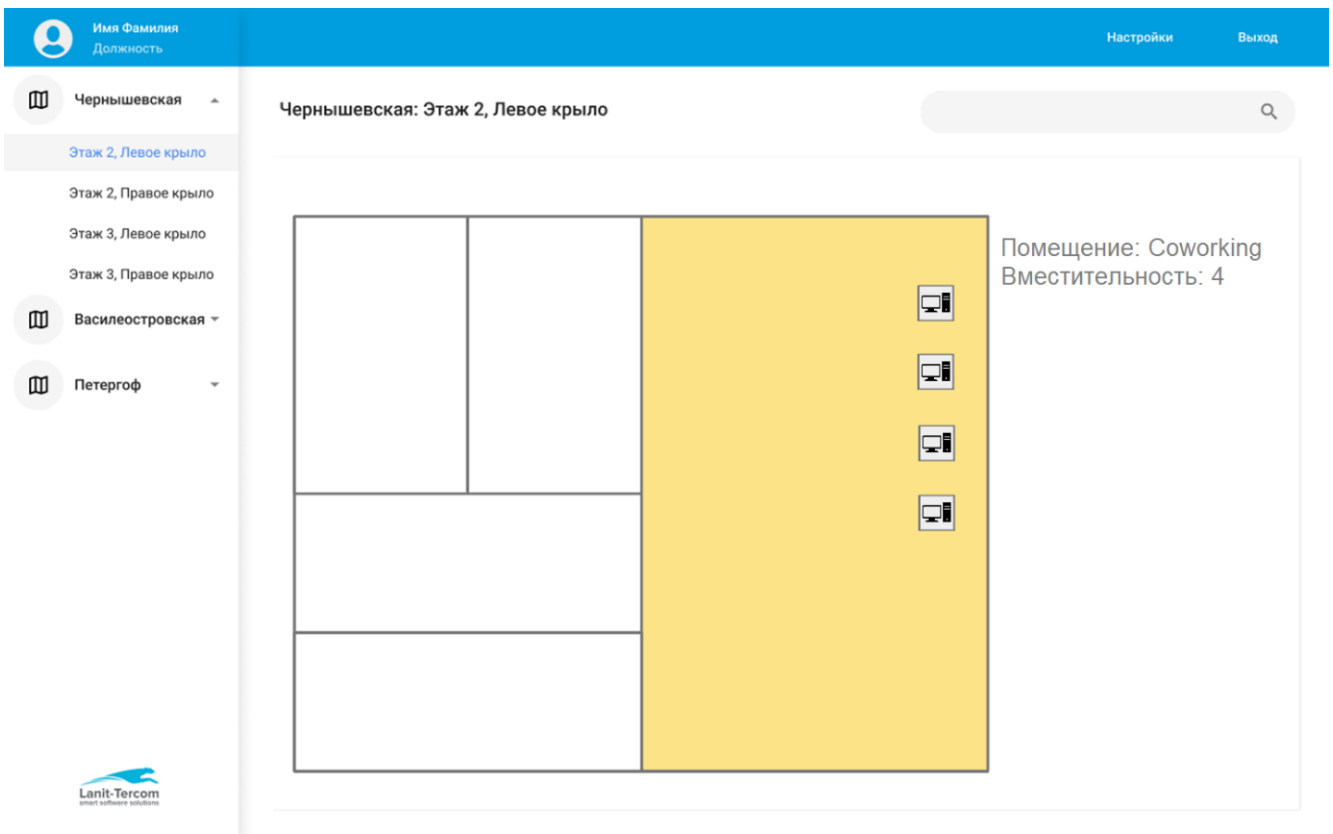 Имя Фамилия
Должность
Настройки
Выход
Чернышевская
Этаж 2, Левое крыло
Этаж 2, Правое крыло
Этаж 3, Левое крыло
Этаж 3, Правое крыло
Василеостровская
Петергоф
Lanit-Tercom
smart software solutions
Чернышевская: Этаж 2, Левое крыло
Помещение: Coworking
Вместительность: 4